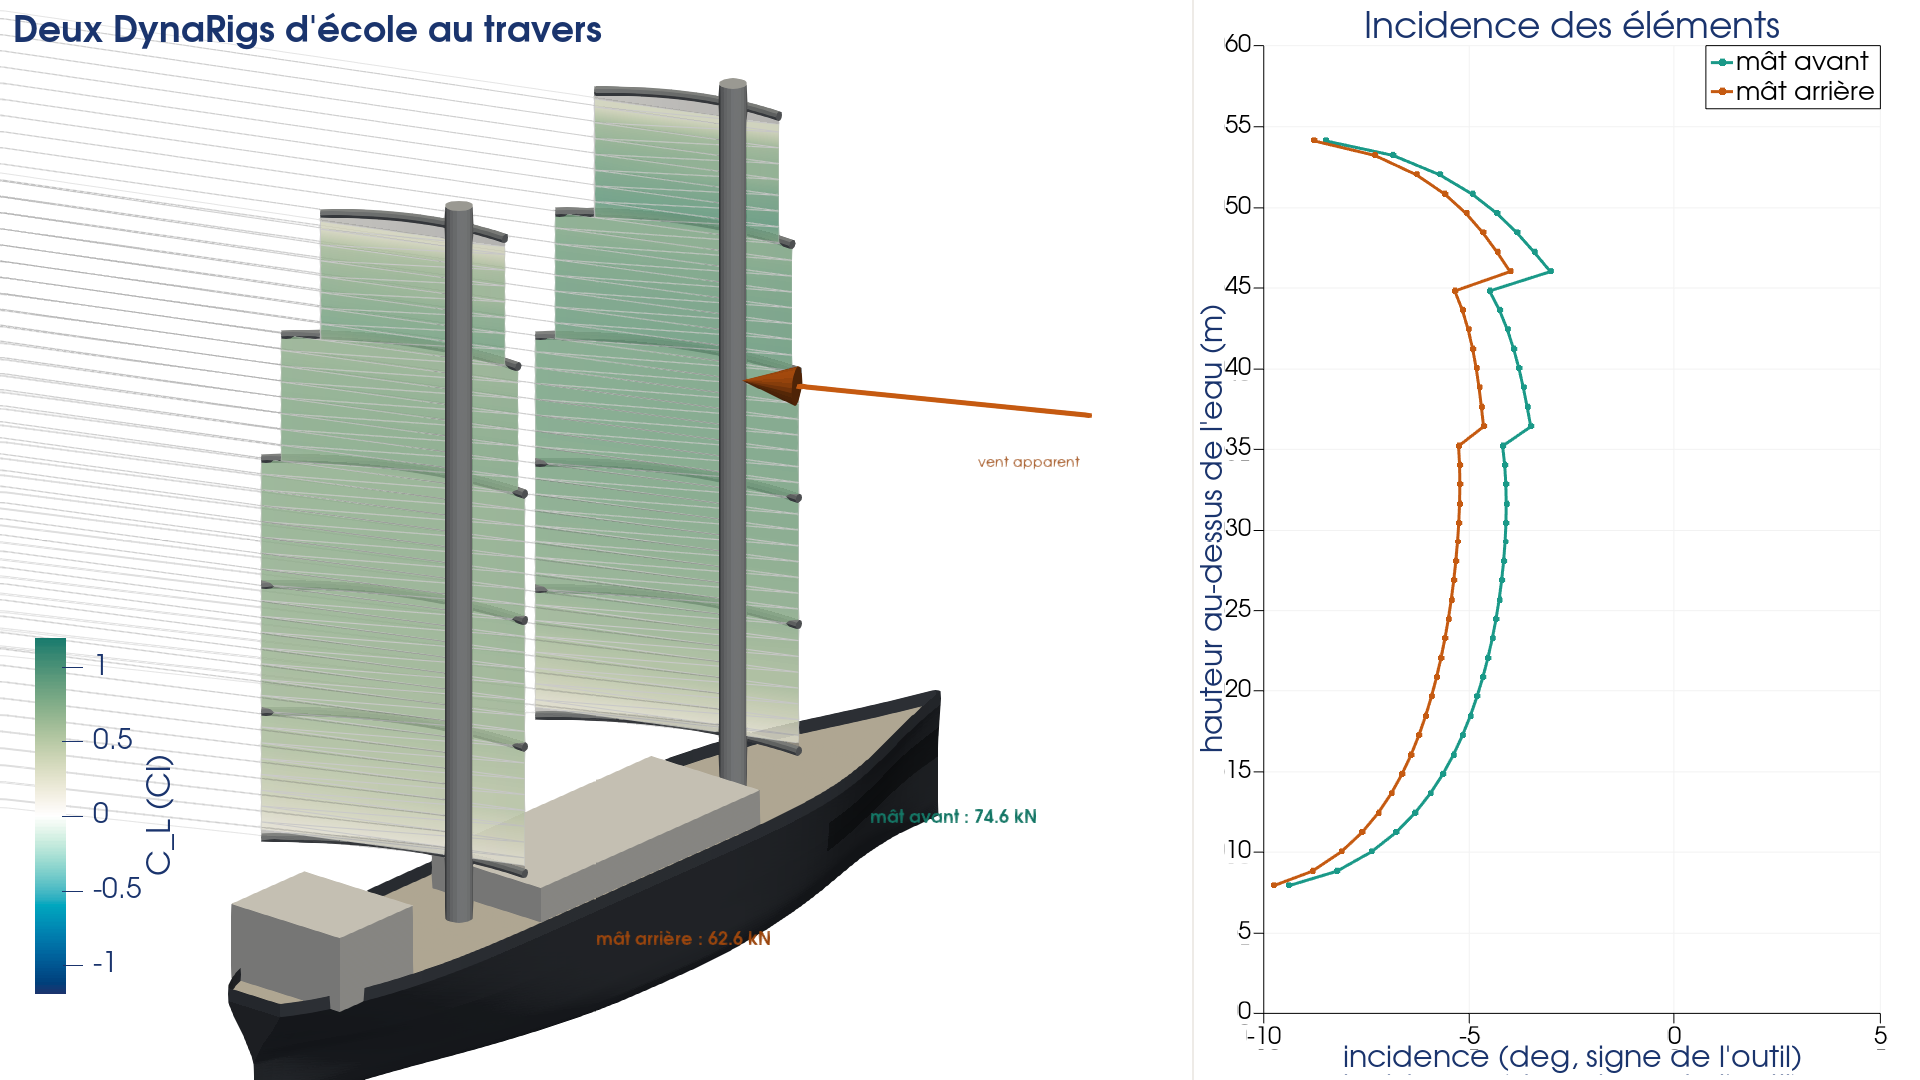 Deux DynaRigs d'école au travers
vent apparent
mât avant : 74.6 kN
mât arrière : 62.6 kN
1
0.5
0
-0.5
-1
C_L (Cl)
Incidence des éléments
mât avant
mât arrière
60
55
50
45
40
35
30
25
20
15
10
5
0
hauteur au-dessus de l'eau (m)
-10
-5
0
5
incidence (deg, signe de l'outil)